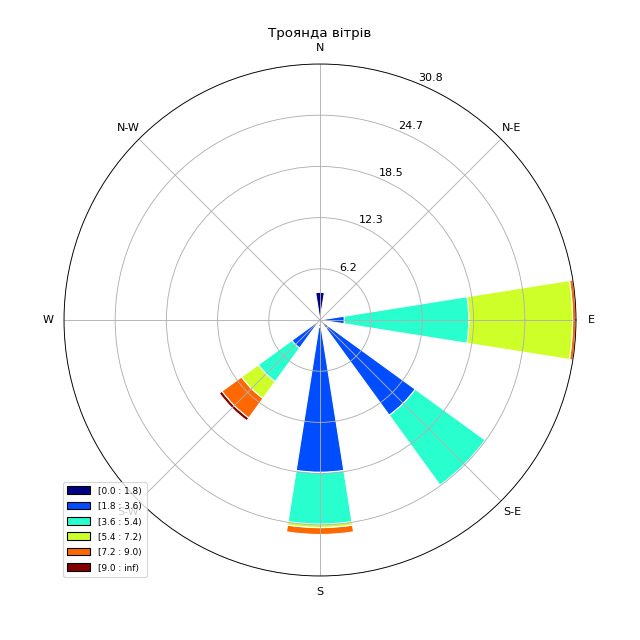 Троянда вітрів
N
N-W
N-E
30.8
24.7
18.5
12.3
6.2
W
E
S-W
S-E
S
[0.0 : 1.8)
[1.8 : 3.6)
[3.6 : 5.4)
[5.4 : 7.2)
[7.2 : 9.0)
[9.0 : inf)